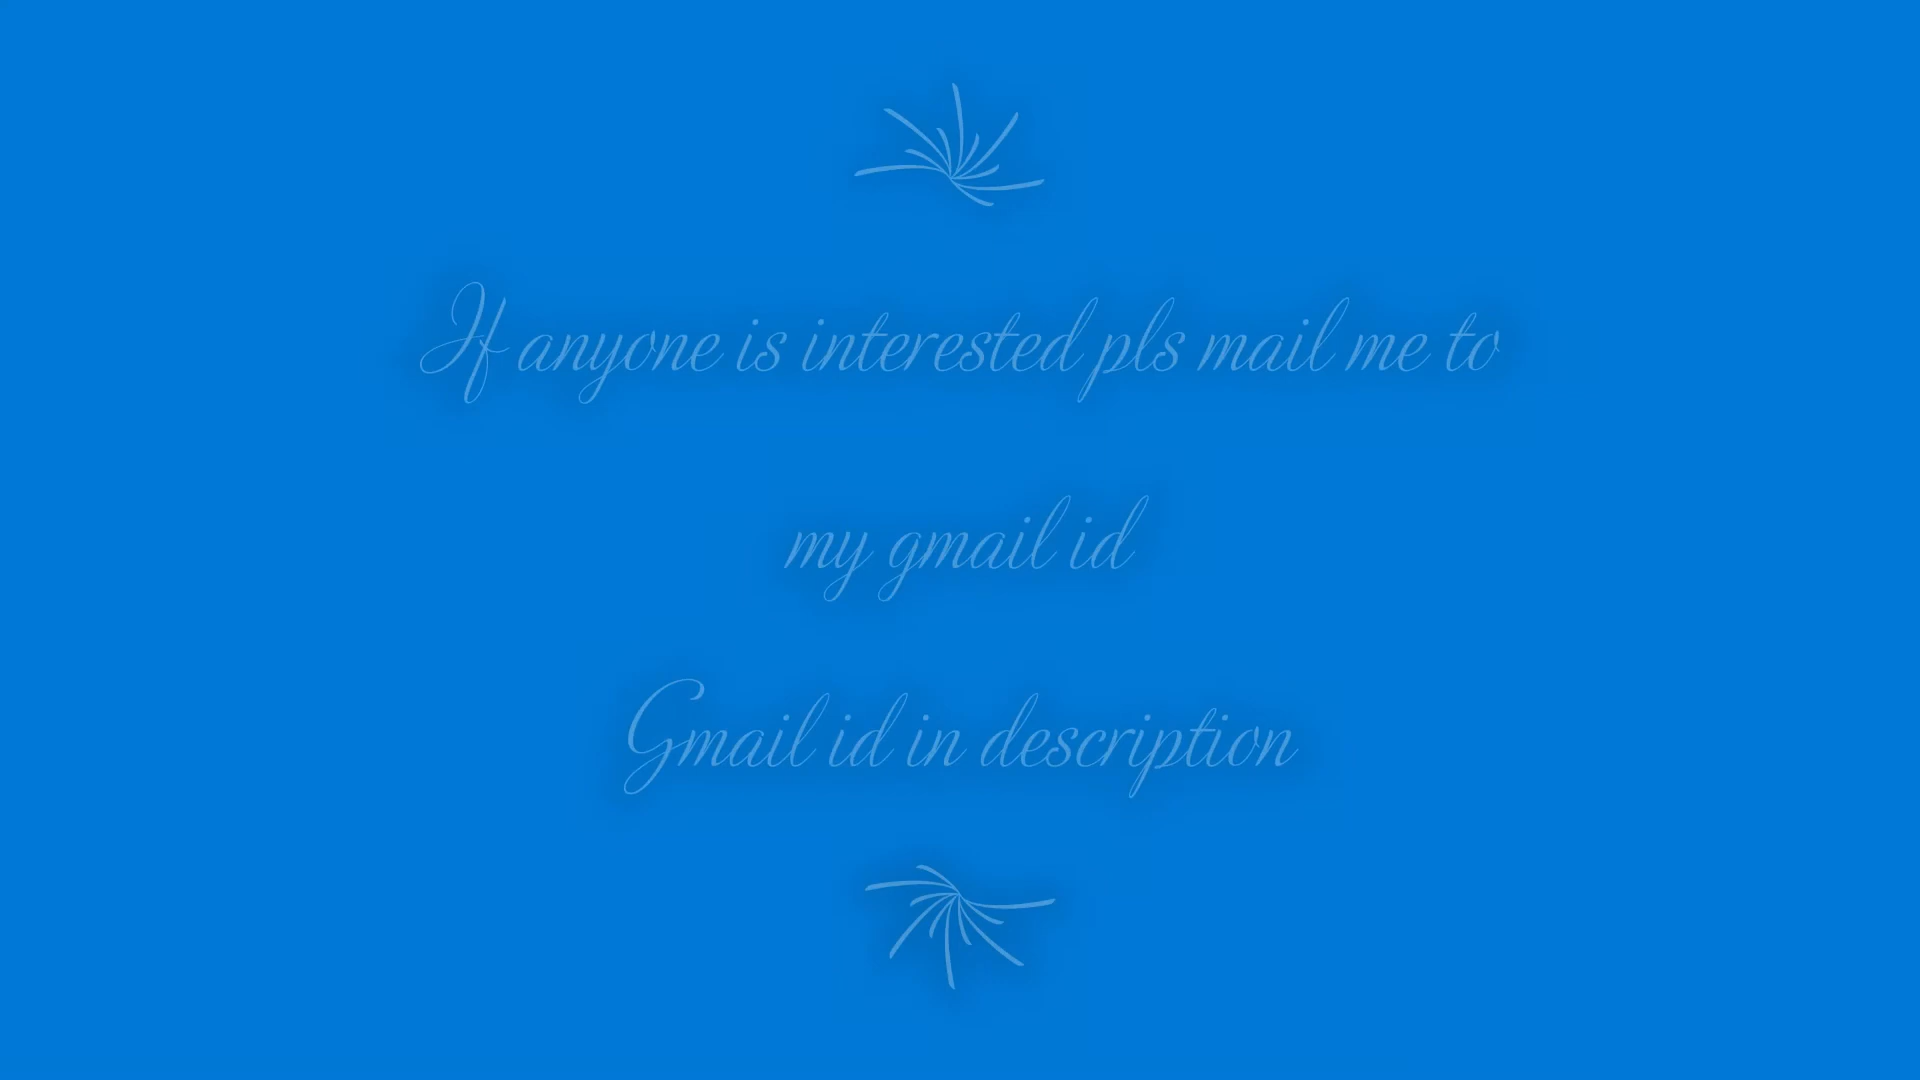 If anyone is interested pls mail me to
my gmail id
Gmail id in description